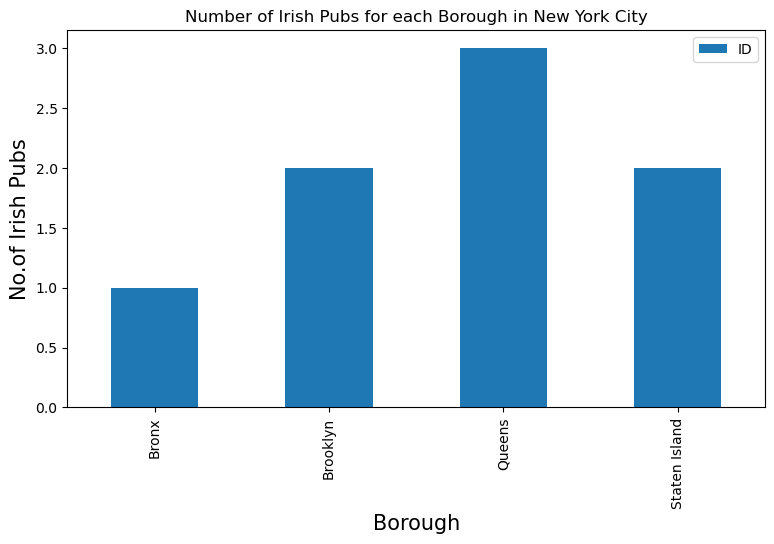 Number of Irish Pubs for each Borough in New York City
ID
No.of Irish Pubs
3.0
2.5
2.0
1.5
1.0
0.5
0.0
Bronx
Brooklyn
Queens
Staten Island
Borough